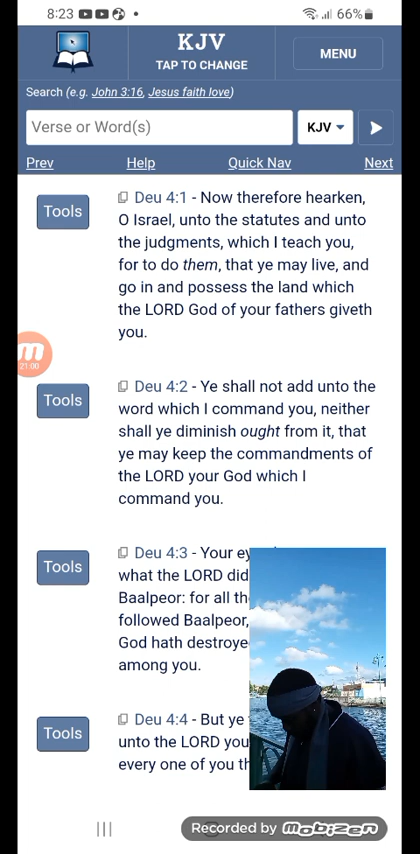 8:23
66%
KJV
TAP TO CHANGE
MENU
Search (e.g. John 3:16, Jesus faith love)
Verse or Word(s)
KJV
Prev Help Quick Nav Next
Tools
Deu 4:1 - Now therefore hearken,
O Israel, unto the statutes and unto
the judgments, which I teach you,
for to do them, that ye may live, and
go in and possess the land which
the LORD God of your fathers giveth
you.
m
21:00
Tools
Deu 4:2 - Ye shall not add unto the
word which I command you, neither
shall ye diminish ought from it, that
ye may keep the commandments of
the LORD your God which I
command you.
Tools
Deu 4:3 - Your
what the LORD did
Baalpeor: for all
followed Baalpeor,
God hath
among you.
Tools
Deu 4:4 - But ye
unto the LORD
every one of you
Recorded by mobizen